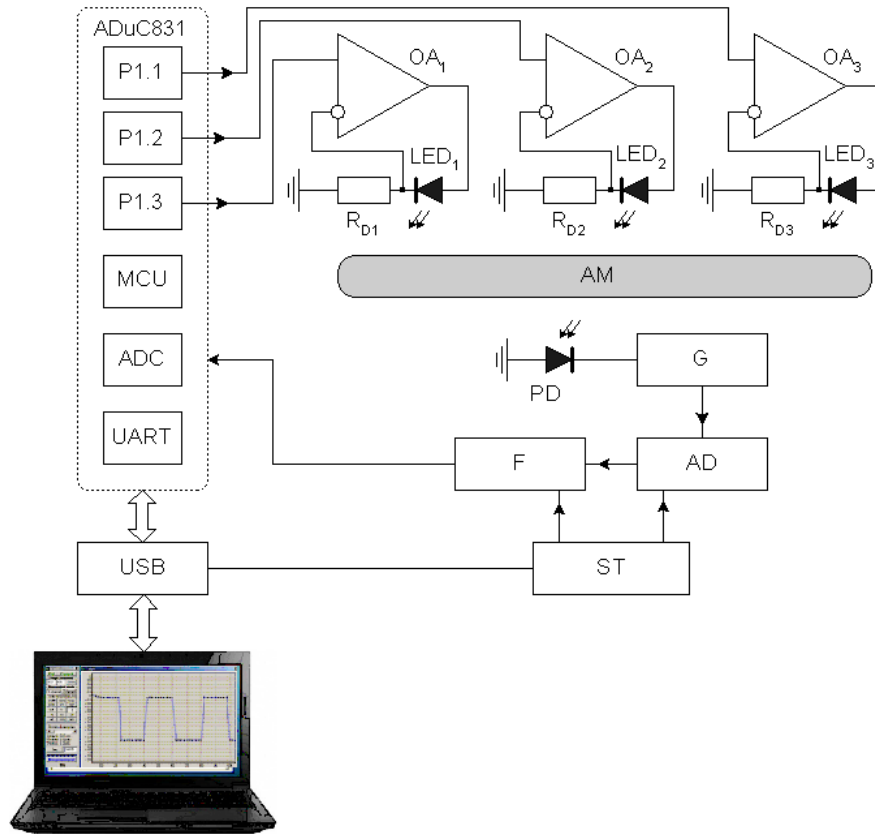 ADuC831
P1.1
P1.2
P1.3
MCU
ADC
UART
OA1
OA2
OA3
LED1
LED2
LED3
RD1
RD2
RD3
AM
PD
G
F
AD
USB
ST